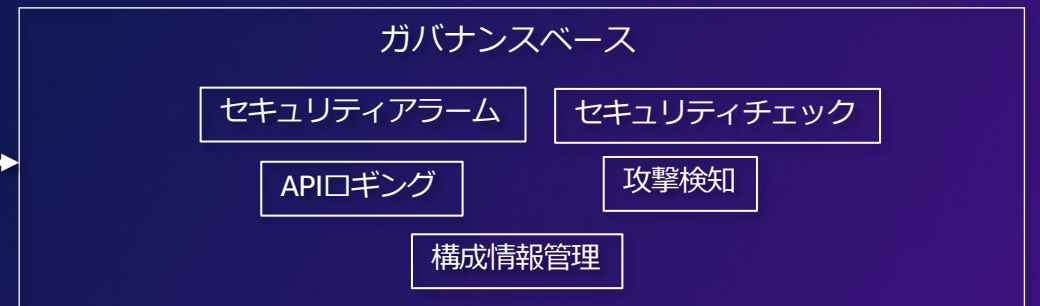 ガバナンスベース
セキュリティアラーム
セキュリティチェック
APIロギング
攻撃検知
構成情報管理